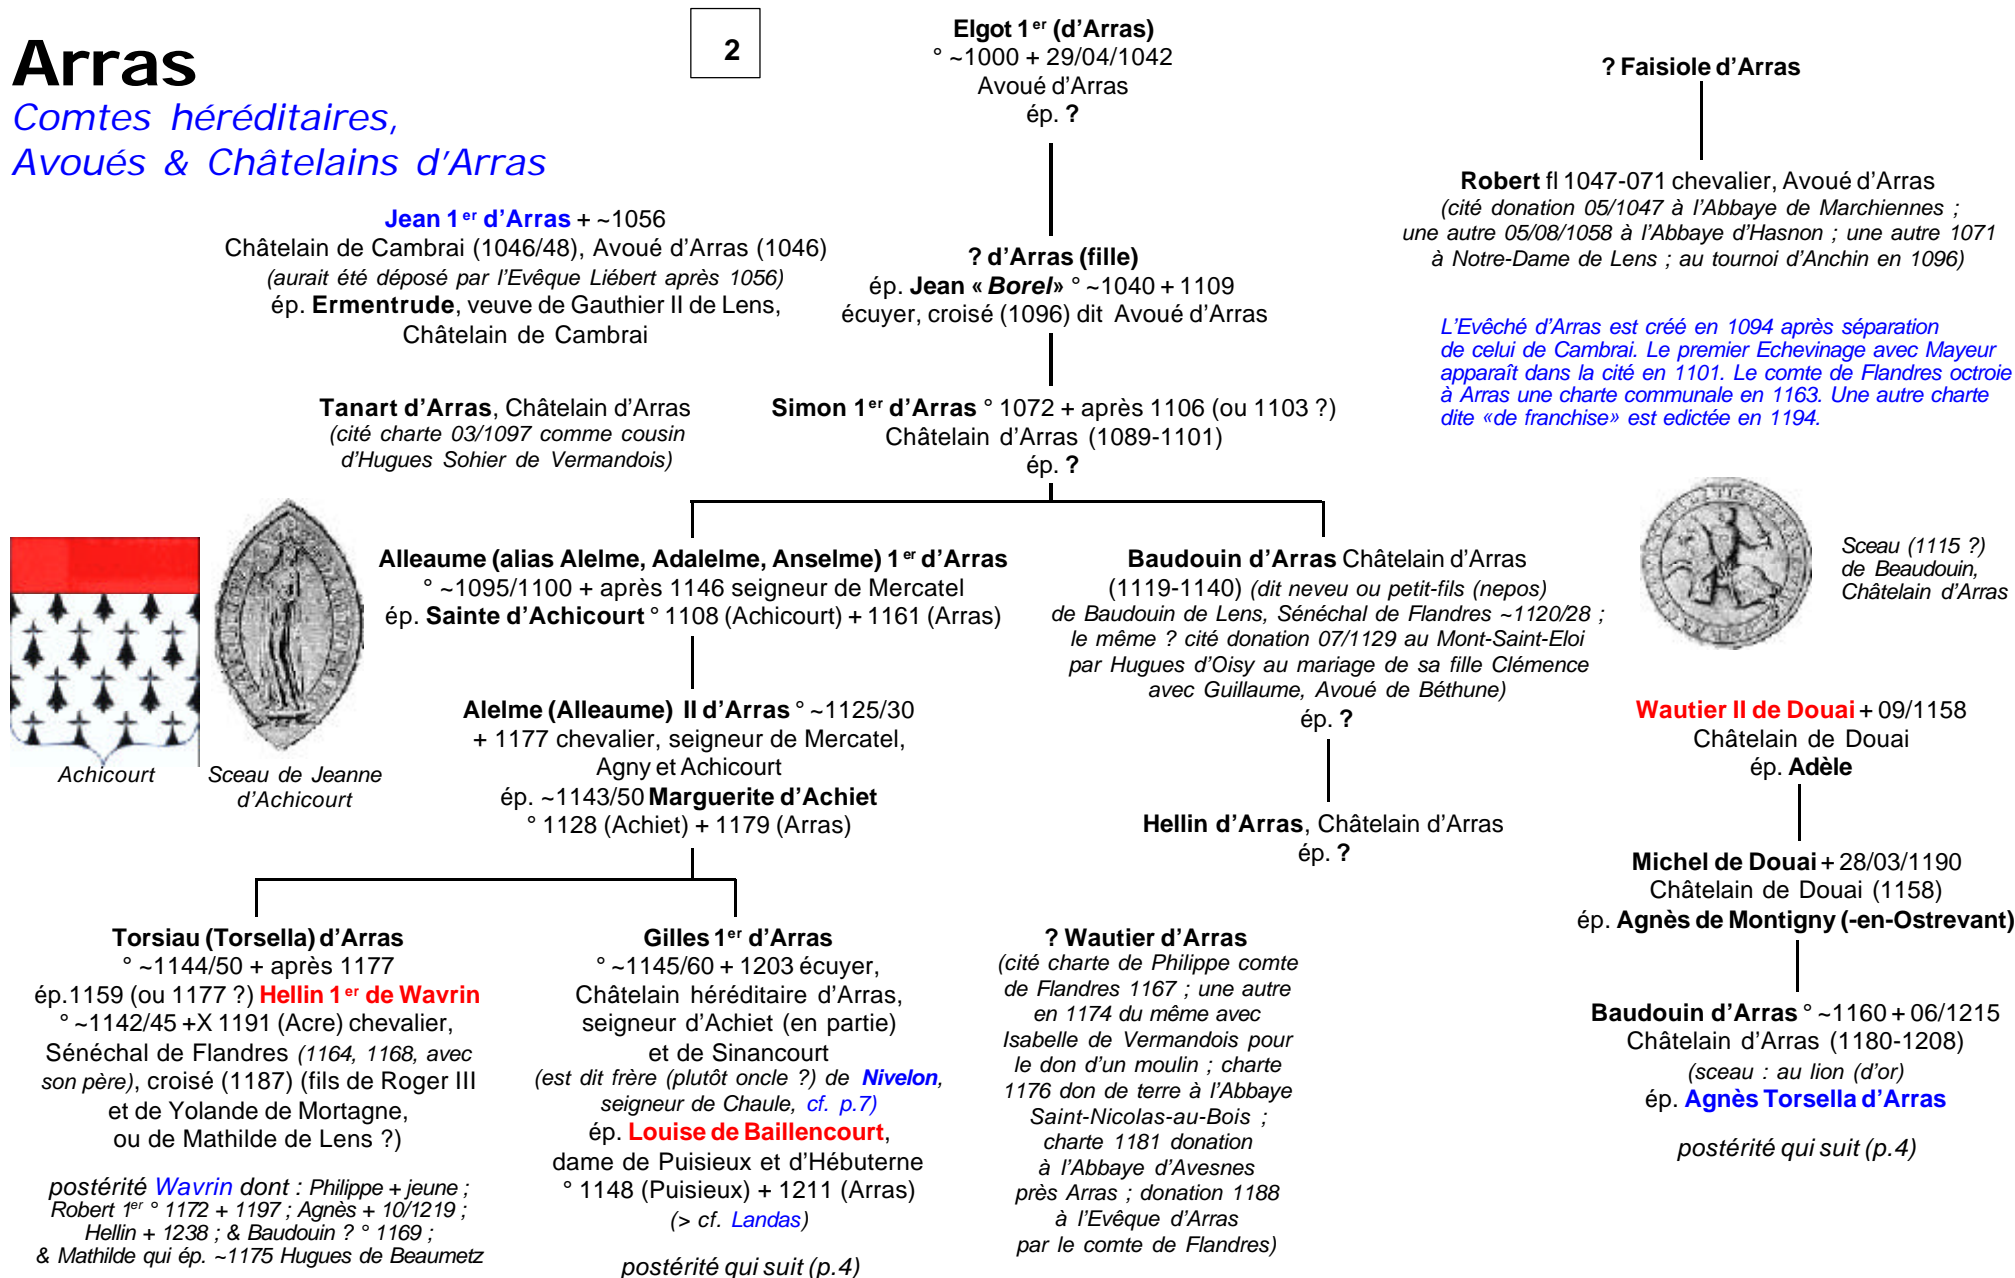 Arras
Comtes héréditaires,
Avoués & Châtelains d'Arras
2
Elgot 1er (d'Arras)
° ~1000 + 29/04/1042
Avoué d'Arras
ép. ?
? Faisiole d'Arras
Robert fl 1047-071 chevalier, Avoué d'Arras
(cité donation 05/1047 à l'Abbaye de Marchiennes ;
une autre 05/08/1058 à l'Abbaye d'Hasnon ; une autre 1071
à Notre-Dame de Lens ; au tournoi d'Anchin en 1096)
Jean 1er d'Arras + ~1056
Châtelain de Cambrai (1046/48), Avoué d'Arras (1046)
(aurait été déposé par l'Evêque Liébert après 1056)
ép. Ermentrude, veuve de Gauthier II de Lens,
Châtelain de Cambrai
? d'Arras (fille)
ép. Jean « Borel» ° ~1040 + 1109
écuyer, croisé (1096) dit Avoué d'Arras
L'Evêché d'Arras est créé en 1094 après séparation
de celui de Cambrai. Le premier Echevinage avec Mayeur
apparaît dans la cité en 1101. Le comte de Flandres octroie
à Arras une charte communale en 1163. Une autre charte
dite «de franchise» est edictée en 1194.
Tanart d'Arras, Châtelain d'Arras
(cité charte 03/1097 comme cousin
d'Hugues Sohier de Vermandois)
Simon 1er d'Arras ° 1072 + après 1106 (ou 1103 ?)
Châtelain d'Arras (1089-1101)
ép. ?
Achicourt
Sceau de Jeanne
d'Achicourt
Alleaume (alias Alelme, Adalelme, Anselme) 1er d'Arras
° ~1095/1100 + après 1146 seigneur de Mercatel
ép. Sainte d'Achicourt ° 1108 (Achicourt) + 1161 (Arras)
Baudouin d'Arras Châtelain d'Arras
(1119-1140) (dit neveu ou petit-fils (nepos)
de Baudouin de Lens, Sénéchal de Flandres ~1120/28 ;
le même ? cité donation 07/1129 au Mont-Saint-Eloi
par Hugues d'Oisy au mariage de sa fille Clémence
avec Guillaume, Avoué de Béthune)
ép. ?
Sceau (1115 ?)
de Beaudouin,
Châtelain d'Arras
Alelme (Alleaume) II d'Arras ° ~1125/30
+ 1177 chevalier, seigneur de Mercatel,
Agny et Achicourt
ép. ~1143/50 Marguerite d'Achiet
° 1128 (Achiet) + 1179 (Arras)
Hellin d'Arras, Châtelain d'Arras
ép. ?
Wautier II de Douai + 09/1158
Châtelain de Douai
ép. Adèle
Michel de Douai + 28/03/1190
Châtelain de Douai (1158)
ép. Agnès de Montigny (-en-Ostrevant)
Torsiau (Torsella) d'Arras
° ~1144/50 + après 1177
ép.1159 (ou 1177 ?) Hellin 1er de Wavrin
° ~1142/45 +X 1191 (Acre) chevalier,
Sénéchal de Flandres (1164, 1168, avec
son père), croisé (1187) (fils de Roger III
et de Yolande de Mortagne,
ou de Mathilde de Lens ?)
postérité Wavrin dont : Philippe + jeune ;
Robert 1er ° 1172 + 1197 ; Agnès + 10/1219 ;
Hellin + 1238 ; & Baudouin ? ° 1169 ;
& Mathilde qui ép. ~1175 Hugues de Beaumetz
Gilles 1er d'Arras
° ~1145/60 + 1203 écuyer,
Châtelain héréditaire d'Arras,
seigneur d'Achiet (en partie)
et de Sinancourt
(est dit frère (plutôt oncle ?) de Nivelon,
seigneur de Chaule, cf. p.7)
ép. Louise de Baillencourt,
dame de Puisieux et d'Hébuterne
° 1148 (Puisieux) + 1211 (Arras)
(> cf. Landas)
postérité qui suit (p.4)
? Wautier d'Arras
(cité charte de Philippe comte
de Flandres 1167 ; une autre
en 1174 du même avec
Isabelle de Vermandois pour
le don d'un moulin ; charte
1176 don de terre à l'Abbaye
Saint-Nicolas-au-Bois ;
charte 1181 donation
à l'Abbaye d'Avesnes
près Arras ; donation 1188
à l'Evêque d'Arras
par le comte de Flandres)
Baudouin d'Arras ° ~1160 + 06/1215
Châtelain d'Arras (1180-1208)
(sceau : au lion (d'or)
ép. Agnès Torsella d'Arras
postérité qui suit (p.4)